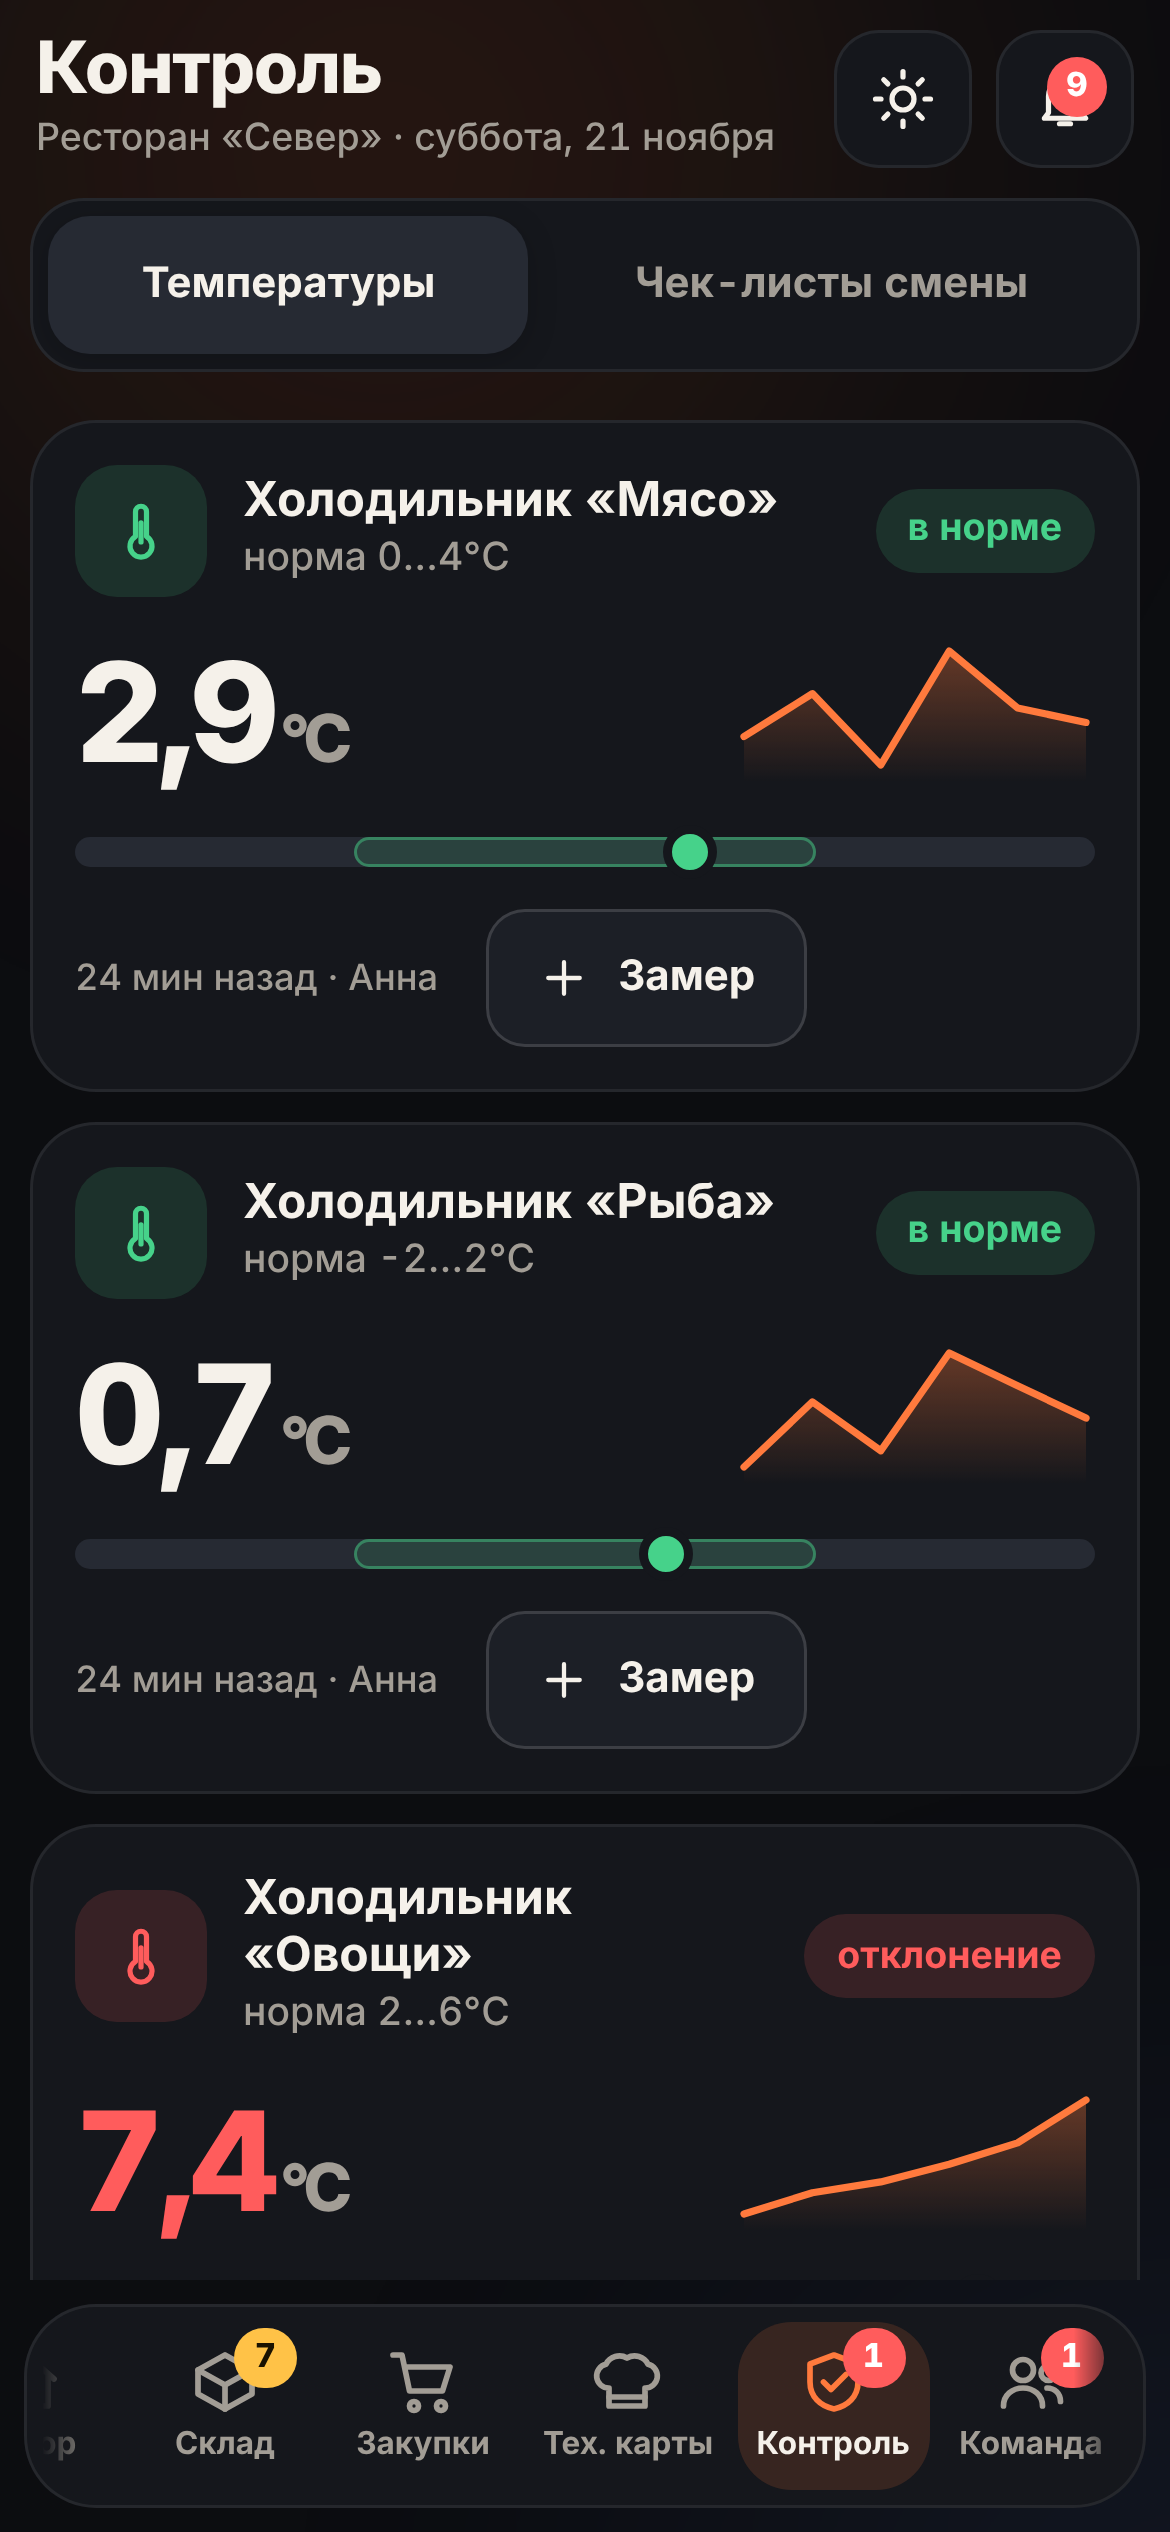 Контроль
Ресторан «Север» · суббота, 21 ноября
9
Температуры
Чек-листы смены
Холодильник «Мясо»
норма 0…4°C
в норме
2,9°C
24 мин назад · Анна
+ Замер
Холодильник «Рыба»
норма -2…2°C
в норме
0,7°C
24 мин назад · Анна
+ Замер
Холодильник
«Овощи»
норма 2…6°C
отклонение
7,4°C
7
1
1
Склад
Закупки
Тех. карты
Контроль
Команда